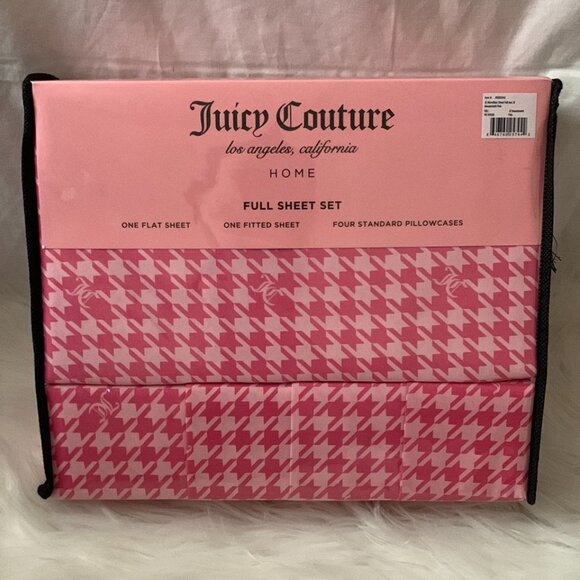 Juicy Couture
los angeles, california
HOME
FULL SHEET SET
ONE FLAT SHEET ONE FITTED SHEET FOUR STANDARD PILLOWCASES